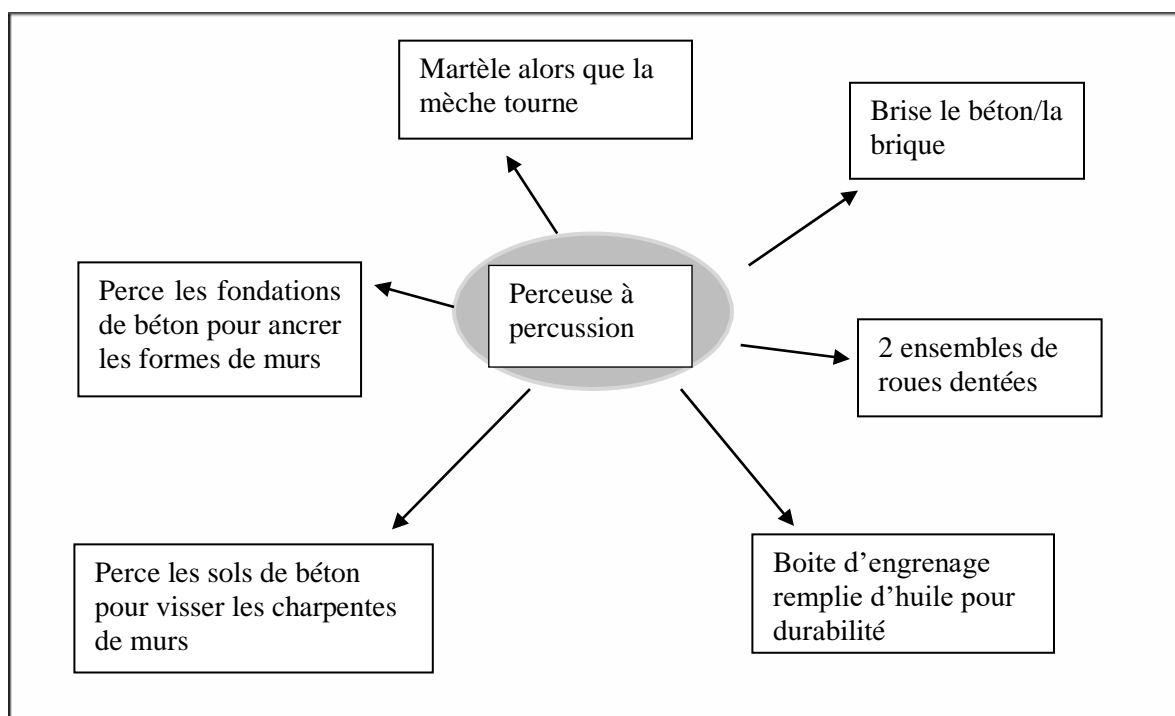 Martèle alors que la
mèche tourne
Brise le béton/la
brique
Perce les fondations
de béton pour ancrer
les formes de murs
Perceuse à
percussion
2 ensembles de
roues dentées
Perce les sols de béton
pour visser les charpentes
de murs
Boite d’engrenage
remplie d’huile pour
durabilité